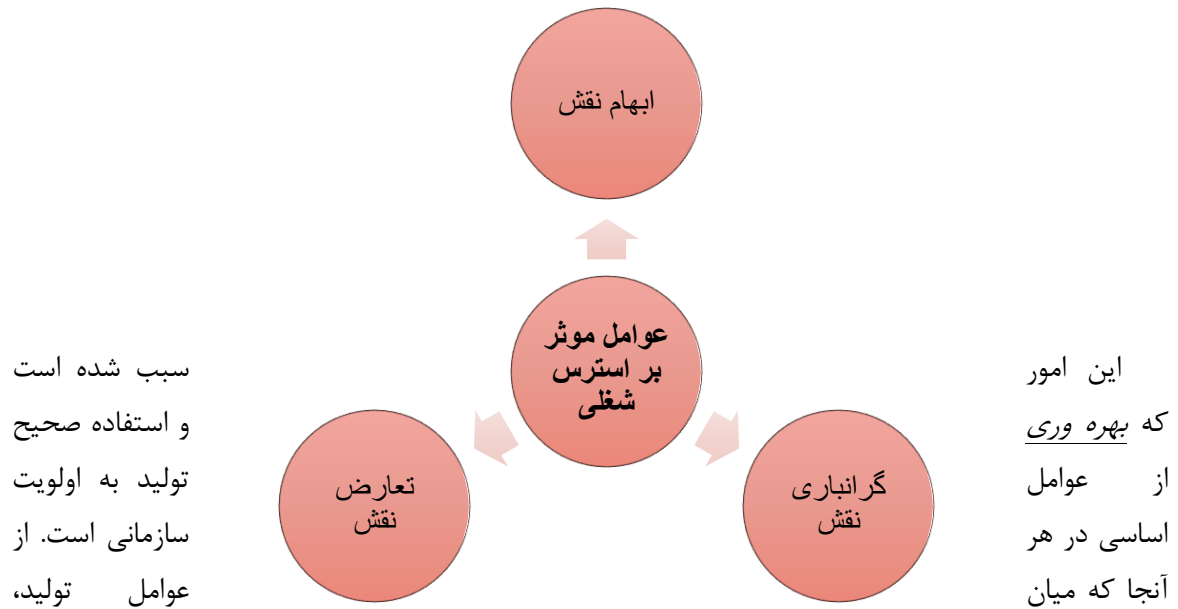 ابهام نقش
عوامل موثر
بر استرس
شغلی
گرانباری
نقش
تعارض
نقش
این امور سبب شده است
که بهره وری و استفاده صحیح
از عوامل تولید به اولویت
اساسی در هر سازمانی است. از
آنجا که میان عوامل تولید،